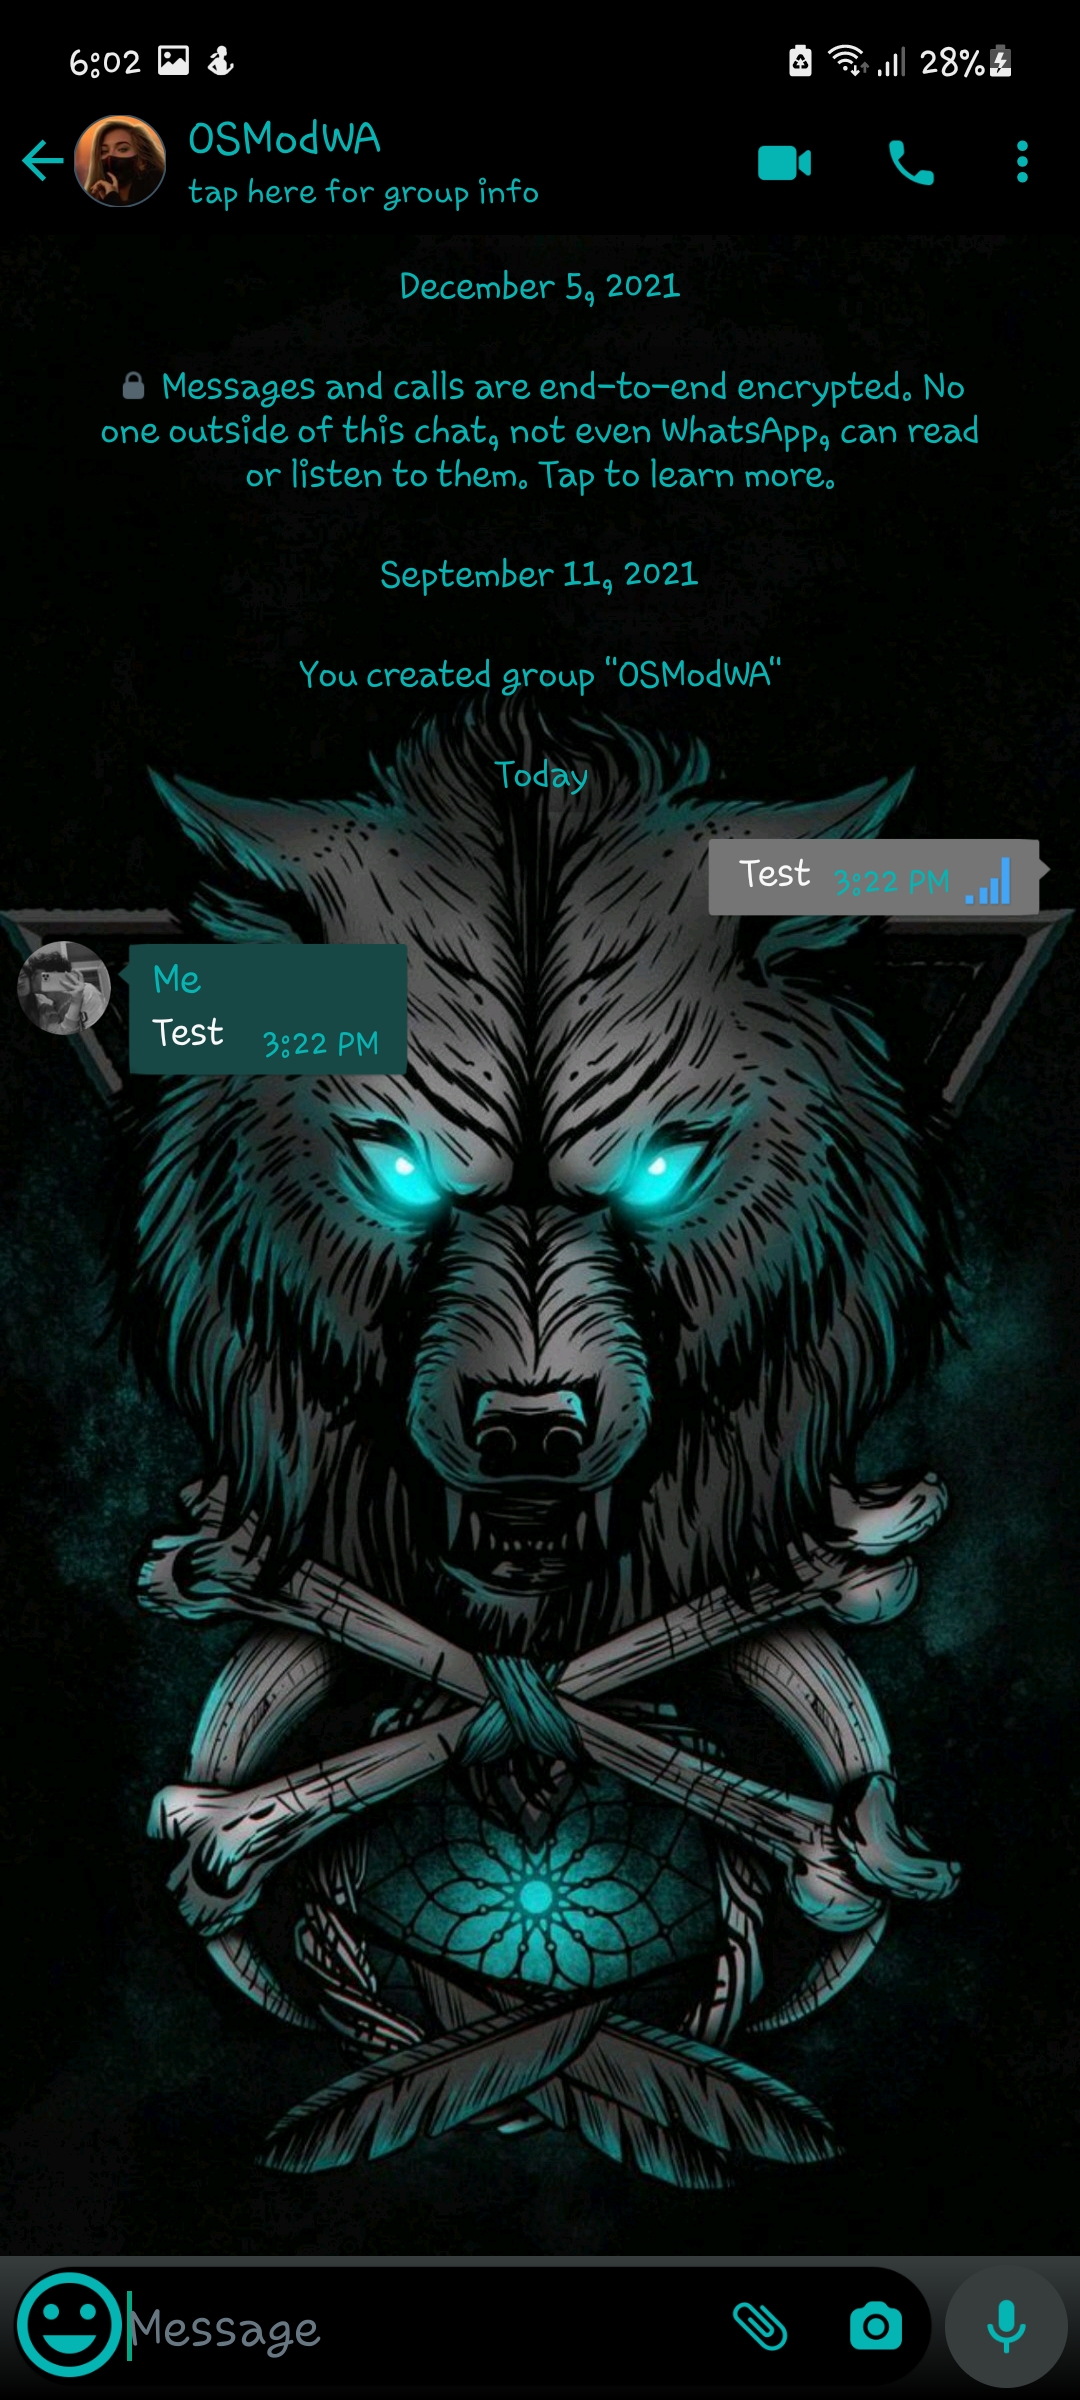 6:02
28%
OSModWA
tap here for group info
December 5, 2021
Messages and calls are end-to-end encrypted. No
one outside of this chat, not even WhatsApp, can read
or listen to them. Tap to learn more.
September 11, 2021
You created group "OSModWA"
Today
Test 3:22 PM
Me
Test 3:22 PM
Message